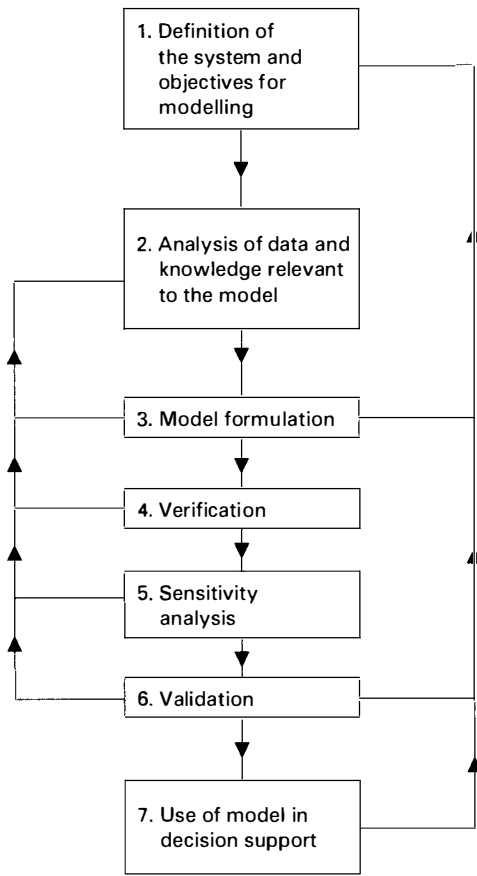 1. Definition of
the system and
objectives for
modelling
2. Analysis of data and
knowledge relevant
to the model
3. Model formulation
4. Verification
5. Sensitivity
analysis
6. Validation
7. Use of model in
decision support